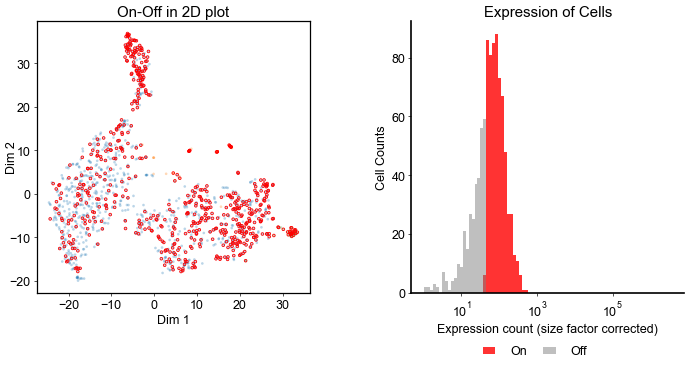 On-Off in 2D plot
Expression of Cells
Dim 2
30
20
10
0
−10
−20
−20 −10 0 10 20 30
Dim 1
Cell Counts
80
60
40
20
0
10^1 10^3 10^5
Expression count (size factor corrected)
On Off